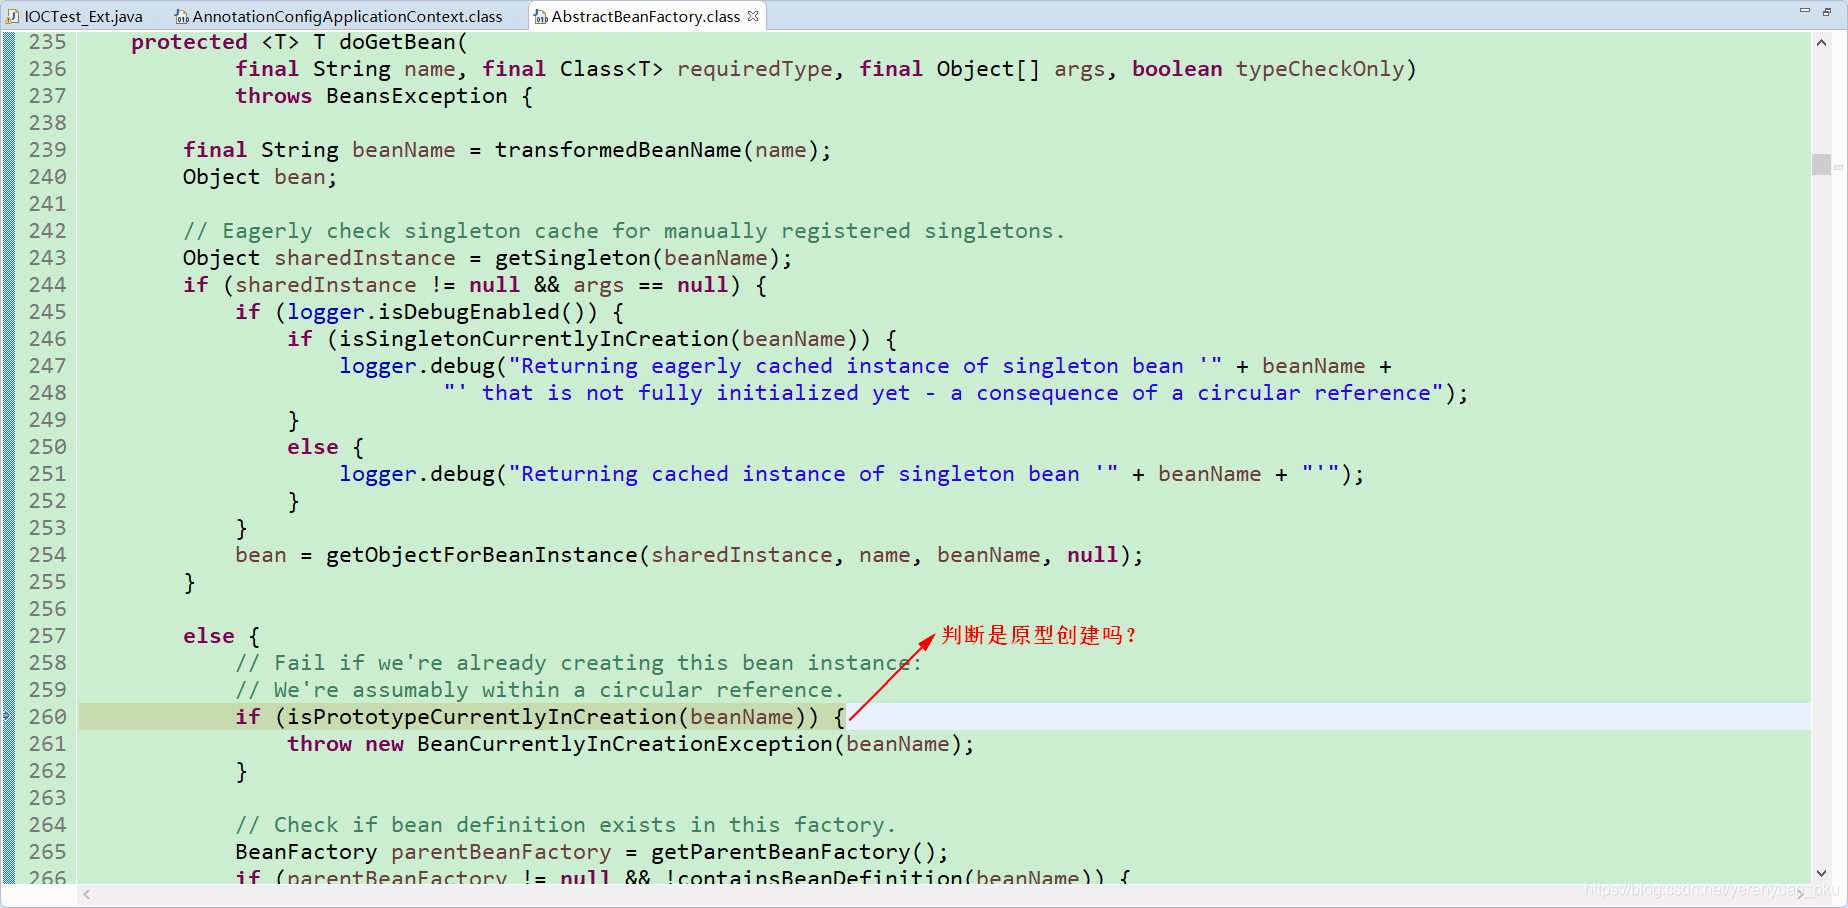 IOCTest_Ext.java AnnotationConfigApplicationContext.class AbstractBeanFactory.class
235 protected <T> T doGetBean(
236 final String name, final Class<T> requiredType, final Object[] args, boolean typeCheckOnly)
237 throws BeansException {
238
239 final String beanName = transformedBeanName(name);
240 Object bean;
241
242 // Eagerly check singleton cache for manually registered singletons.
243 Object sharedInstance = getSingleton(beanName);
244 if (sharedInstance != null && args == null) {
245 if (logger.isDebugEnabled()) {
246 if (isSingletonCurrentlyInCreation(beanName)) {
247 logger.debug("Returning eagerly cached instance of singleton bean '" + beanName +
248 "' that is not fully initialized yet - a consequence of a circular reference");
249 }
250 else {
251 logger.debug("Returning cached instance of singleton bean '" + beanName + "'");
252 }
253 }
254 bean = getObjectForBeanInstance(sharedInstance, name, beanName, null);
255 }
256
257 else {
判断是原型创建吗?
258 // Fail if we're already creating this bean instance:
259 // We're assumably within a circular reference.
260 if (isPrototypeCurrentlyInCreation(beanName)) {
261 throw new BeanCurrentlyInCreationException(beanName);
262 }
263
264 // Check if bean definition exists in this factory.
265 BeanFactory parentBeanFactory = getParentBeanFactory();
266 if (parentBeanFactory != null && !containsBeanDefinition(beanName)) {
https://blog.csdn.net/yerenyuan_pku